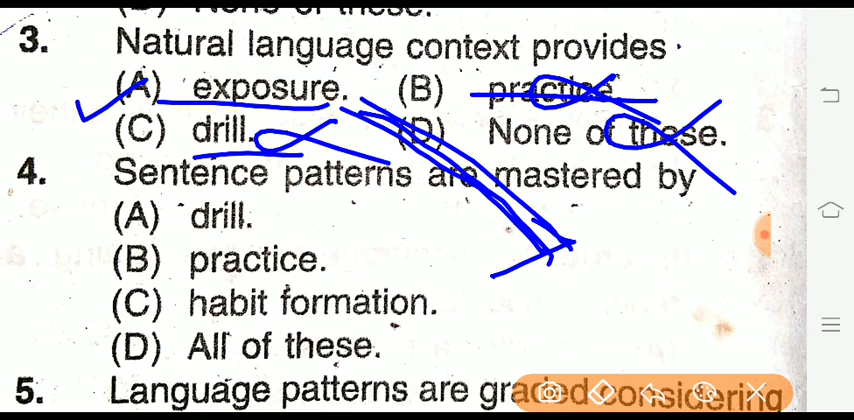 3. Natural language context provides
(A) exposure. (B) practice.
(C) drill. (D) None of these.
4. Sentence patterns are mastered by
(A) drill.
(B) practice.
(C) habit formation.
(D) All of these.
5. Language patterns are graded considering